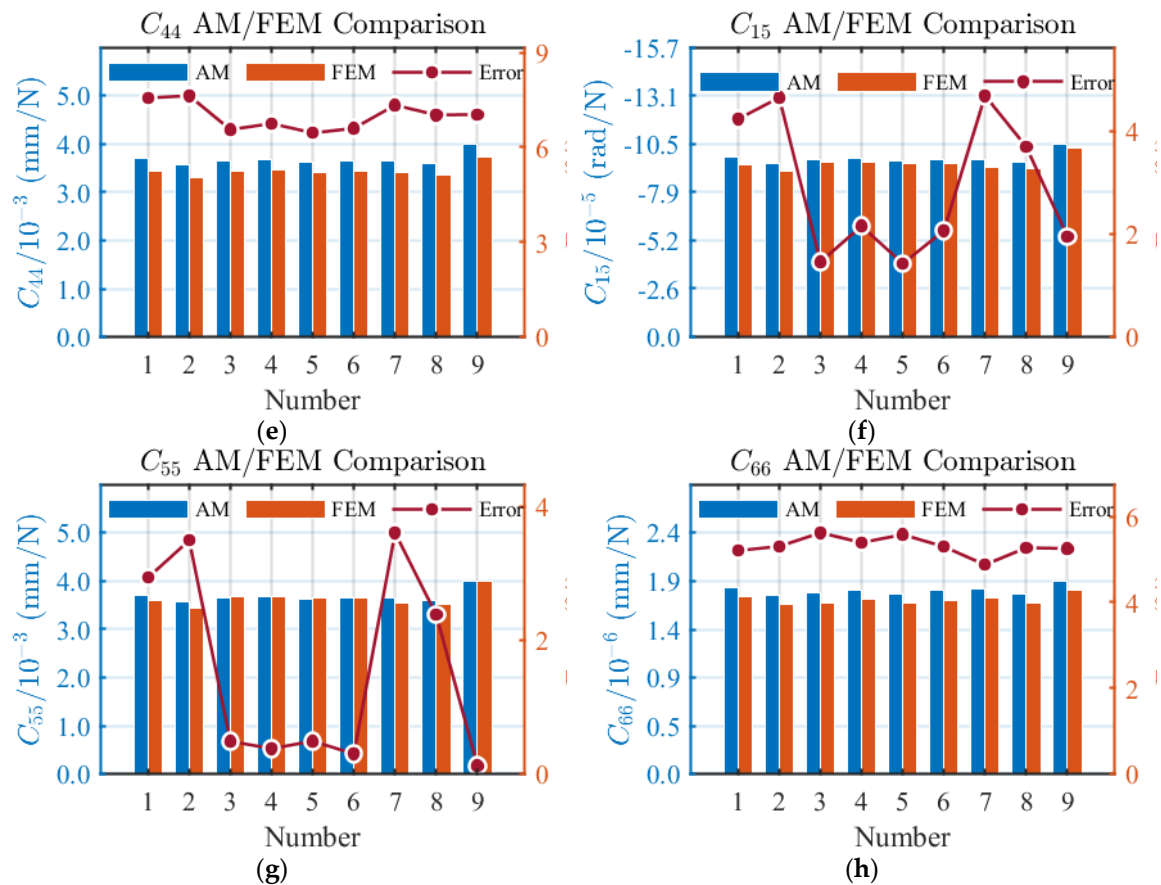 C₄₄ AM/FEM Comparison
AM FEM Error
C₄₄/10⁻³ (mm/N)
5.0
4.0
3.0
2.0
1.0
0.0
9
6
3
0
1 2 3 4 5 6 7 8 9
Number
(e)
C₁₅ AM/FEM Comparison
AM FEM Error
C₁₅/10⁻⁵ (rad/N)
-15.7
-13.1
-10.5
-7.9
-5.2
-2.6
0.0
4
2
0
1 2 3 4 5 6 7 8 9
Number
(f)
C₅₅ AM/FEM Comparison
AM FEM Error
C₅₅/10⁻³ (mm/N)
5.0
4.0
3.0
2.0
1.0
0.0
4
2
0
1 2 3 4 5 6 7 8 9
Number
(g)
C₆₆ AM/FEM Comparison
AM FEM Error
C₆₆/10⁻⁶ (mm/N)
2.4
1.9
1.4
0.9
0.5
0.0
6
4
2
0
1 2 3 4 5 6 7 8 9
Number
(h)